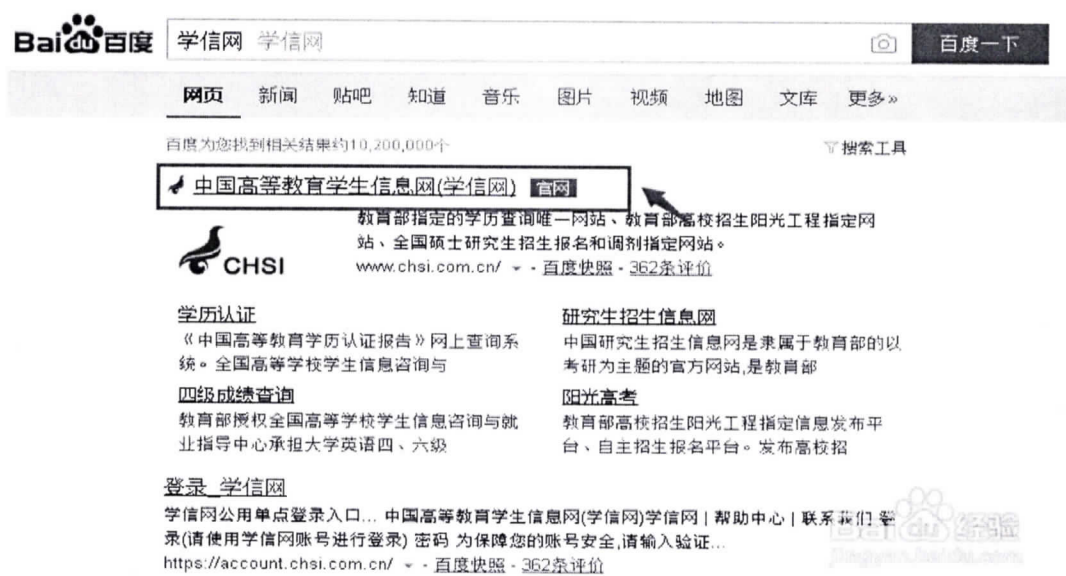 Bai du 百度 学信网 学信网 百度一下
网页 新闻 贴吧 知道 音乐 图片 视频 地图 文库 更多»
百度为您找到相关结果约10,200,000个 搜索工具
中国高等教育学生信息网(学信网) 官网
教育部指定的学历查询唯一网站、教育部高校招生阳光工程指定网
站、全国硕士研究生招生报名和调剂指定网站。
CHSI
www.chsi.com.cn/ - 百度快照 - 362条评价
学历认证
《中国高等教育学历认证报告》网上查询系
统。全国高等学校学生信息咨询与
研究生招生信息网
中国研究生招生信息网是隶属于教育部的以
考研为主题的官方网站,是教育部
四级成绩查询
教育部授权全国高等学校学生信息咨询与就
业指导中心承担大学英语四、六级
阳光高考
教育部高校招生阳光工程指定信息发布平
台、自主招生报名平台。发布高校招
登录_学信网
学信网公用单点登录入口... 中国高等教育学生信息网(学信网)学信网 | 帮助中心 | 联系我们 登
录(请使用学信网账号进行登录) 密码 为保障您的账号安全,请输入验证...
https://account.chsi.com.cn/ - 百度快照 - 362条评价
Bai du 经验
jingyan.baidu.com